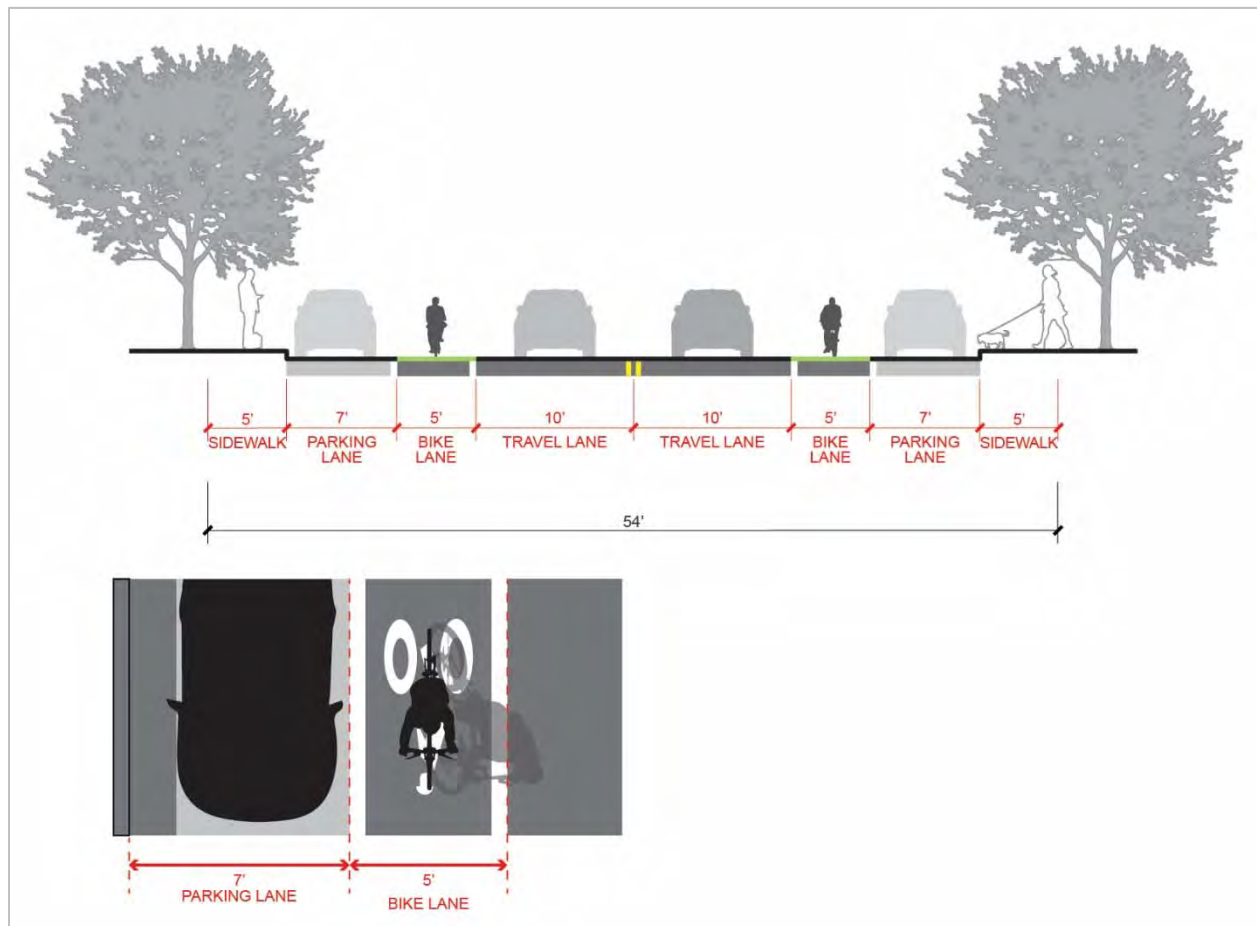 5' 7' 5' 10' 10' 5' 7' 5'
SIDEWALK PARKING BIKE TRAVEL LANE TRAVEL LANE BIKE PARKING SIDEWALK
LANE LANE LANE LANE
54'
7' 5'
PARKING LANE BIKE LANE